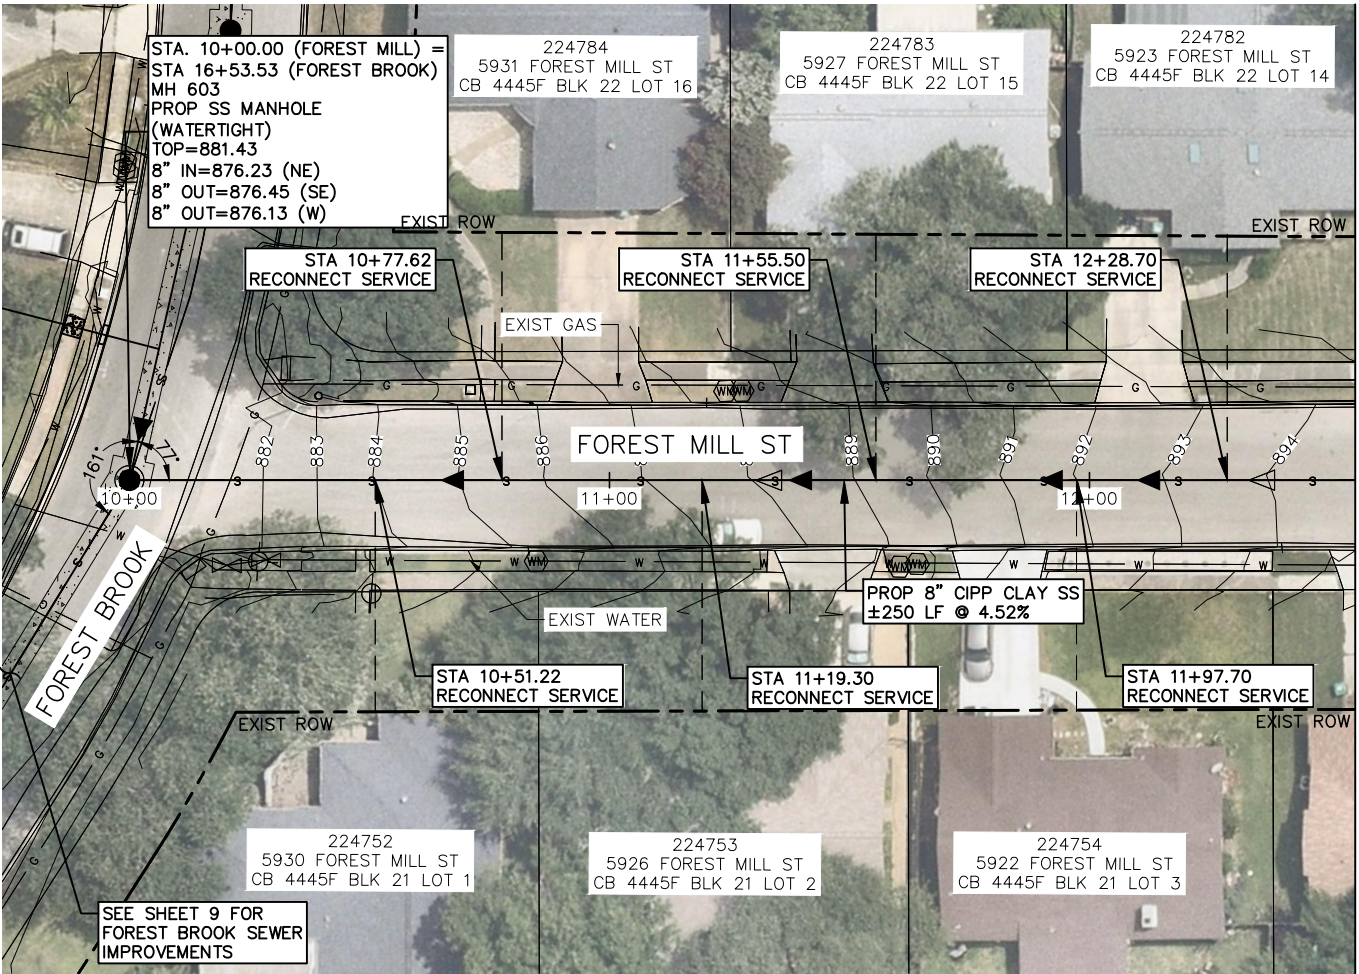 STA. 10+00.00 (FOREST MILL) =
STA 16+53.53 (FOREST BROOK)
MH 603
PROP SS MANHOLE
(WATERTIGHT)
TOP=881.43
8" IN=876.23 (NE)
8" OUT=876.45 (SE)
8" OUT=876.13 (W)
224784
5931 FOREST MILL ST
CB 4445F BLK 22 LOT 16
224783
5927 FOREST MILL ST
CB 4445F BLK 22 LOT 15
224782
5923 FOREST MILL ST
CB 4445F BLK 22 LOT 14
EXIST ROW
EXIST ROW
STA 10+77.62
RECONNECT SERVICE
STA 11+55.50
RECONNECT SERVICE
STA 12+28.70
RECONNECT SERVICE
EXIST GAS
G
G
G
WM
WM
G
G
G
G
882
883
884
885
886
FOREST MILL ST
889
890
891
892
893
894
161°
77°
S
S
S
S
S
S
S
S
10+00
11+00
12+00
W
W
WM
W
W
WM
WM
W
W
W
FOREST BROOK
PROP 8" CIPP CLAY SS
±250 LF @ 4.52%
EXIST WATER
STA 10+51.22
RECONNECT SERVICE
STA 11+19.30
RECONNECT SERVICE
STA 11+97.70
RECONNECT SERVICE
EXIST ROW
EXIST ROW
224752
5930 FOREST MILL ST
CB 4445F BLK 21 LOT 1
224753
5926 FOREST MILL ST
CB 4445F BLK 21 LOT 2
224754
5922 FOREST MILL ST
CB 4445F BLK 21 LOT 3
SEE SHEET 9 FOR
FOREST BROOK SEWER
IMPROVEMENTS